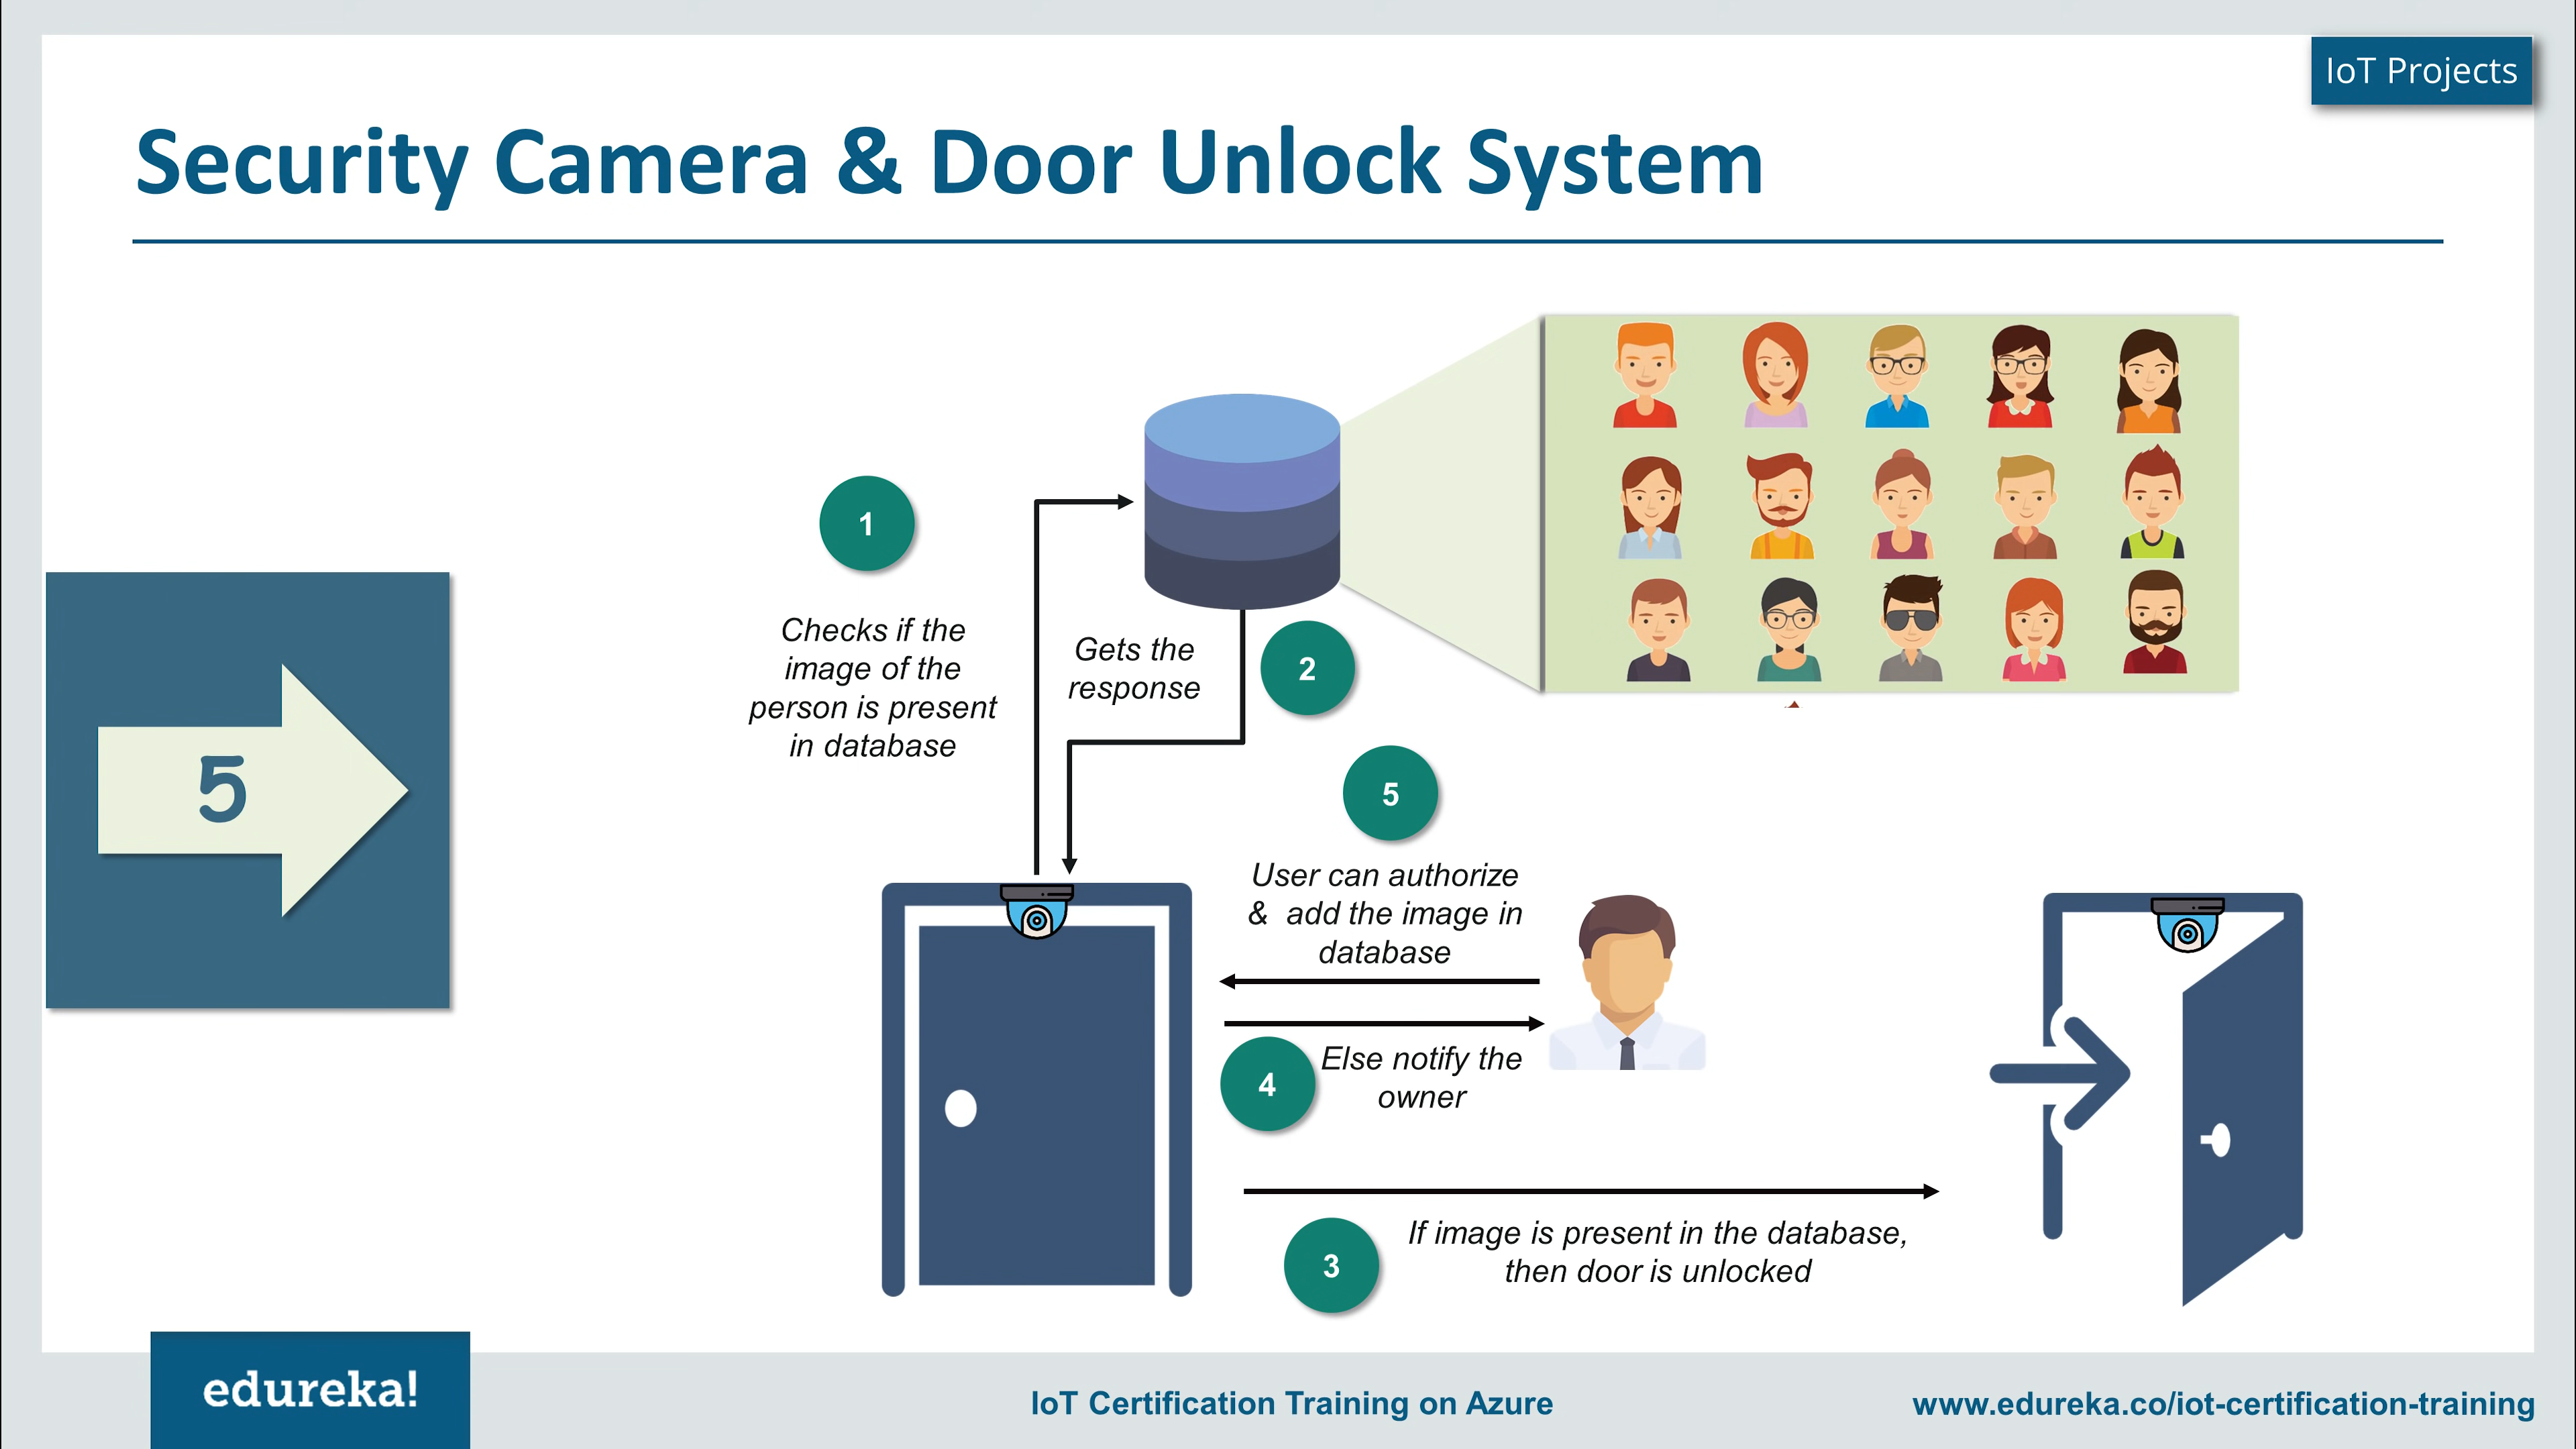 IoT Projects
Security Camera & Door Unlock System
1
Checks if the
image of the
person is present
in database
Gets the
response
2
5
5
User can authorize
& add the image in
database
4
Else notify the
owner
3
If image is present in the database,
then door is unlocked
edureka!
IoT Certification Training on Azure
www.edureka.co/iot-certification-training